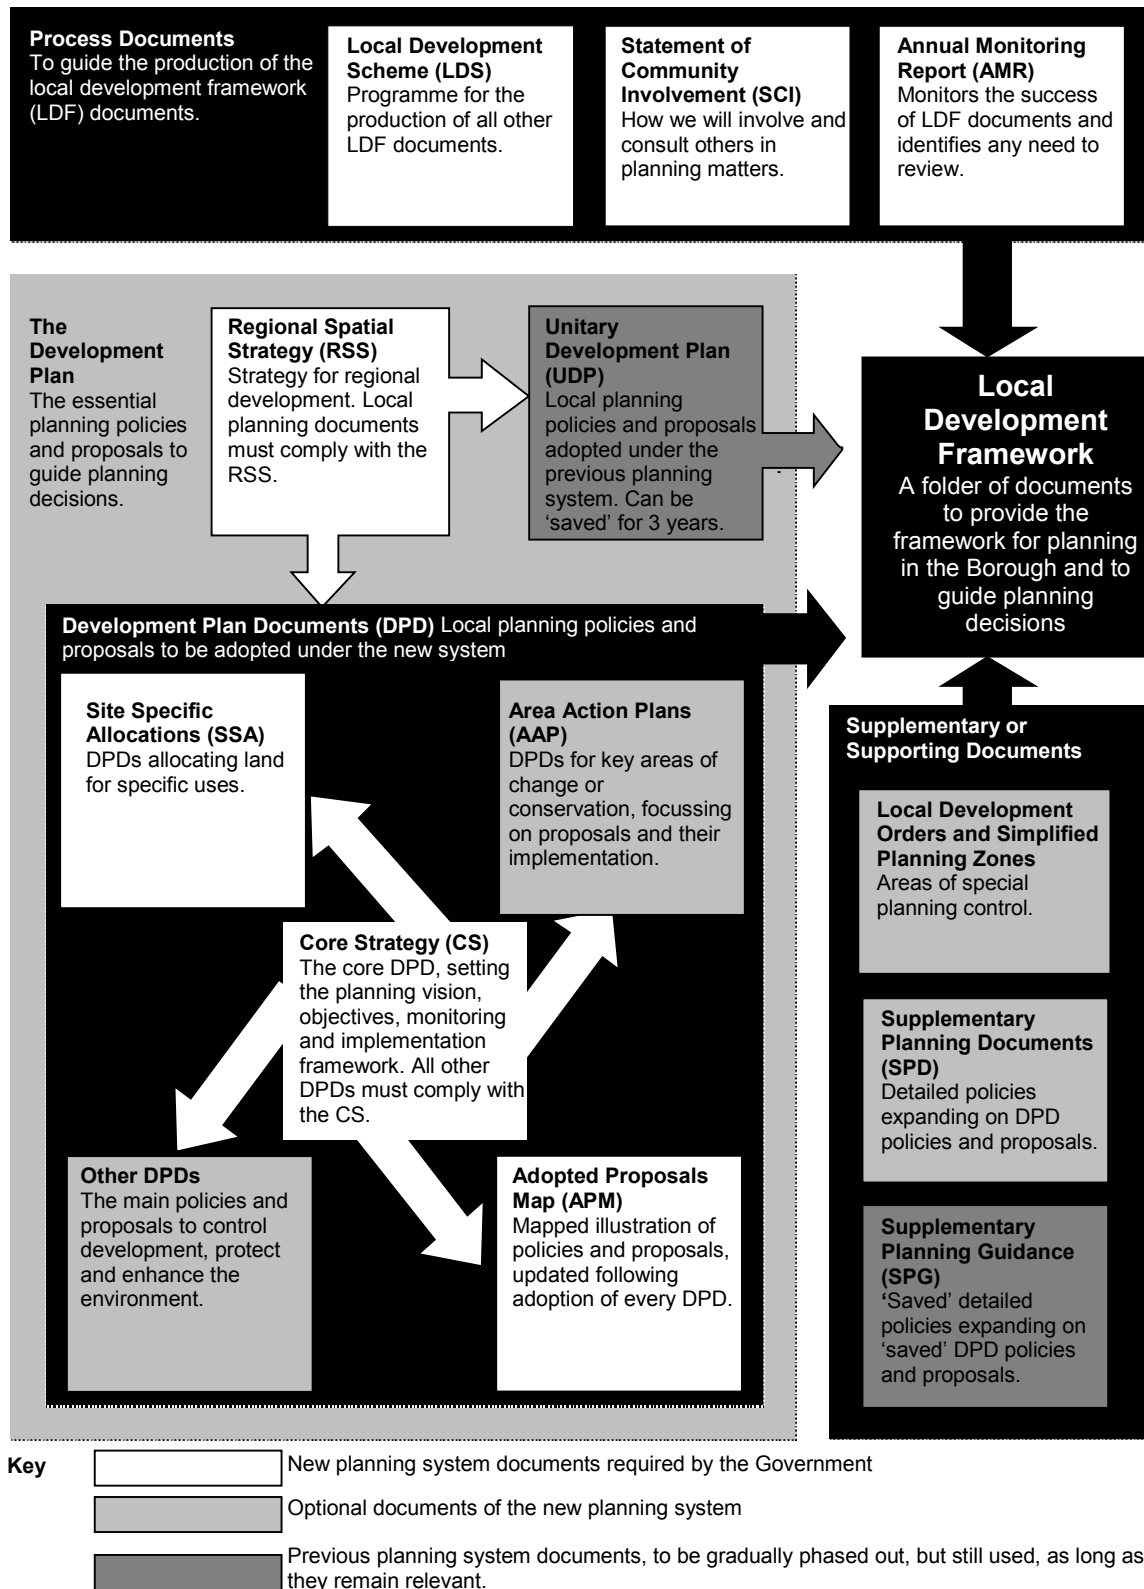 Process Documents
To guide the production of the
local development framework
(LDF) documents.
Local Development
Scheme (LDS)
Programme for the
production of all other
LDF documents.
Statement of
Community
Involvement (SCI)
How we will involve and
consult others in
planning matters.
Annual Monitoring
Report (AMR)
Monitors the success
of LDF documents and
identifies any need to
review.
The
Development
Plan
The essential
planning policies
and proposals to
guide planning
decisions.
Regional Spatial
Strategy (RSS)
Strategy for regional
development. Local
planning documents
must comply with the
RSS.
Unitary
Development Plan
(UDP)
Local planning
policies and proposals
adopted under the
previous planning
system. Can be
‘saved’ for 3 years.
Local
Development
Framework
A folder of documents
to provide the
framework for planning
in the Borough and to
guide planning
decisions
Development Plan Documents (DPD) Local planning policies and
proposals to be adopted under the new system
Site Specific
Allocations (SSA)
DPDs allocating land
for specific uses.
Area Action Plans
(AAP)
DPDs for key areas of
change or
conservation, focussing
on proposals and their
implementation.
Core Strategy (CS)
The core DPD, setting
the planning vision,
objectives, monitoring
and implementation
framework. All other
DPDs must comply with
the CS.
Other DPDs
The main policies and
proposals to control
development, protect
and enhance the
environment.
Adopted Proposals
Map (APM)
Mapped illustration of
policies and proposals,
updated following
adoption of every DPD.
Supplementary or
Supporting Documents
Local Development
Orders and Simplified
Planning Zones
Areas of special
planning control.
Supplementary
Planning Documents
(SPD)
Detailed policies
expanding on DPD
policies and proposals.
Supplementary
Planning Guidance
(SPG)
‘Saved’ detailed
policies expanding on
‘saved’ DPD policies
and proposals.
Key
New planning system documents required by the Government
Optional documents of the new planning system
Previous planning system documents, to be gradually phased out, but still used, as long as
they remain relevant.